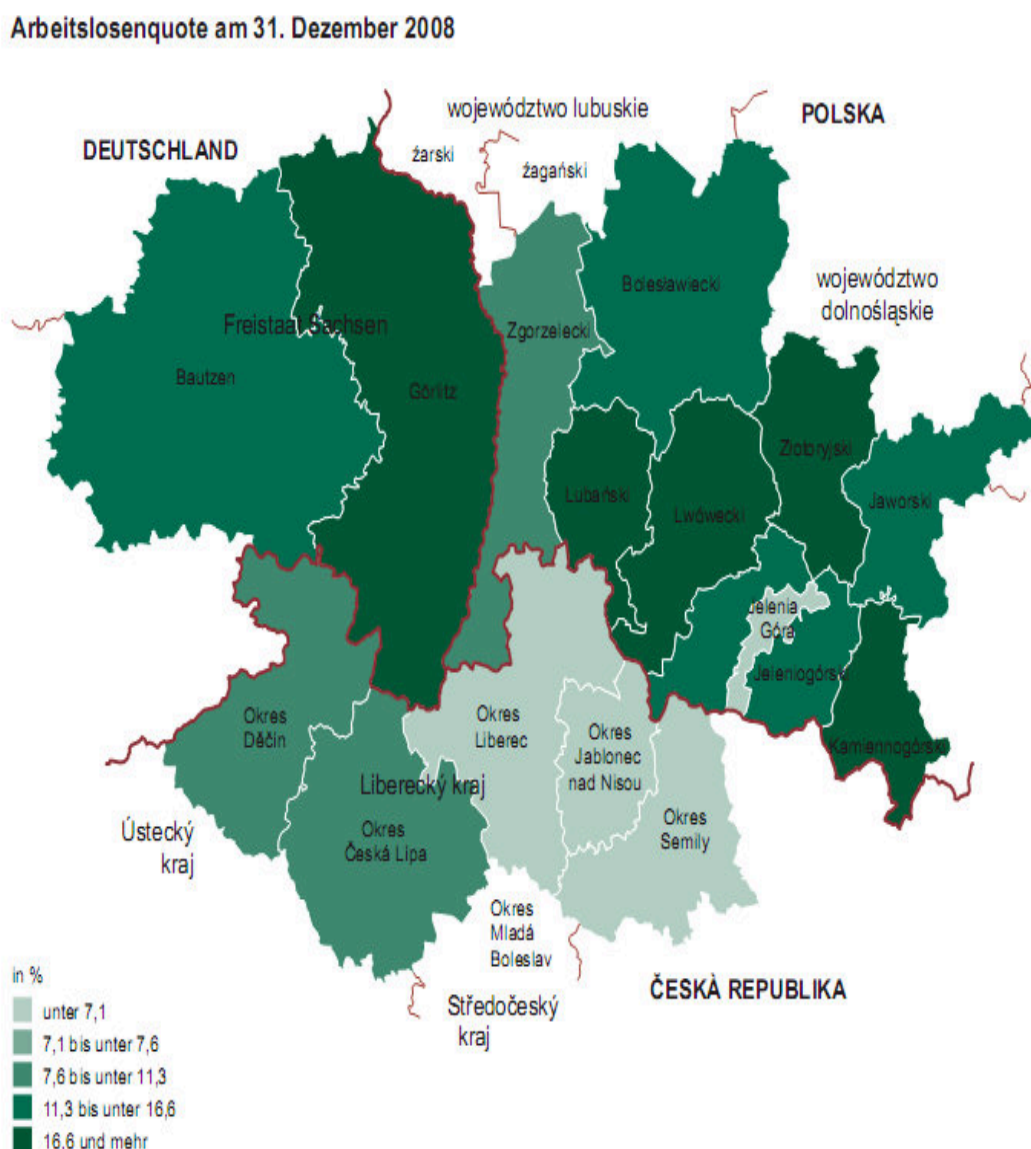 Arbeitslosenquote am 31. Dezember 2008
województwo lubuskie
POLSKA
DEUTSCHLAND
żarski
żagański
Bolesławiecki
województwo
dolnośląskie
Freistaat Sachsen
Zgorzelecki
Bautzen
Görlitz
Złotoryjski
Lubański
Lwówecki
Jaworski
Jelenia
Góra
Jeleniogórski
Okres
Děčín
Okres
Liberec
Okres
Jablonec
nad Nisou
Kamiennogórski
Liberecký kraj
Ústecký
kraj
Okres
Česká Lípa
Okres
Semily
Okres
Mladá
Boleslav
ČESKÀ REPUBLIKA
Středočeský
kraj
in %
unter 7,1
7,1 bis unter 7,6
7,6 bis unter 11,3
11,3 bis unter 16,6
16,6 und mehr